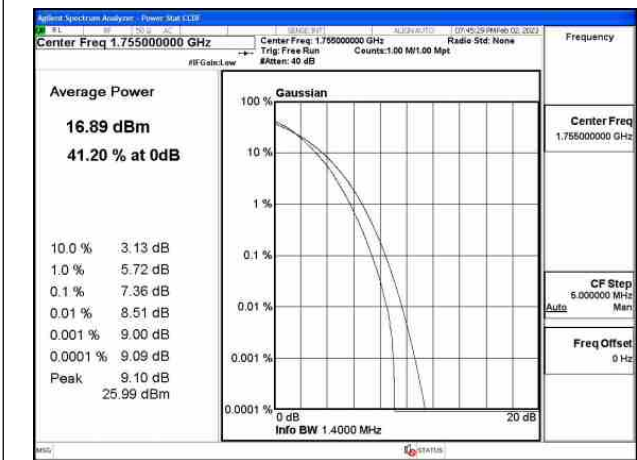 Agilent Spectrum Analyzer - Power Stat CCDF
RL RF 50 Ω AC SENSE:INT ALIGN AUTO 07:45:29 PM Feb 02, 2023
Center Freq 1.755000000 GHz
Center Freq: 1.755000000 GHz
Radio Std: None
Trig: Free Run Counts:1.00 M/1.00 Mpt
#IFGain:Low
#Atten: 40 dB
Frequency
Average Power
16.89 dBm
41.20 % at 0dB
10.0 % 3.13 dB
1.0 % 5.72 dB
0.1 % 7.36 dB
0.01 % 8.51 dB
0.001 % 9.00 dB
0.0001 % 9.09 dB
Peak 9.10 dB
25.99 dBm
Gaussian
100 %
10 %
1 %
0.1 %
0.01 %
0.001 %
0.0001 %
0 dB 20 dB
Info BW 1.4000 MHz
Center Freq
1.755000000 GHz
CF Step
5.000000 MHz
Auto Man
Freq Offset
0 Hz
MSG STATUS